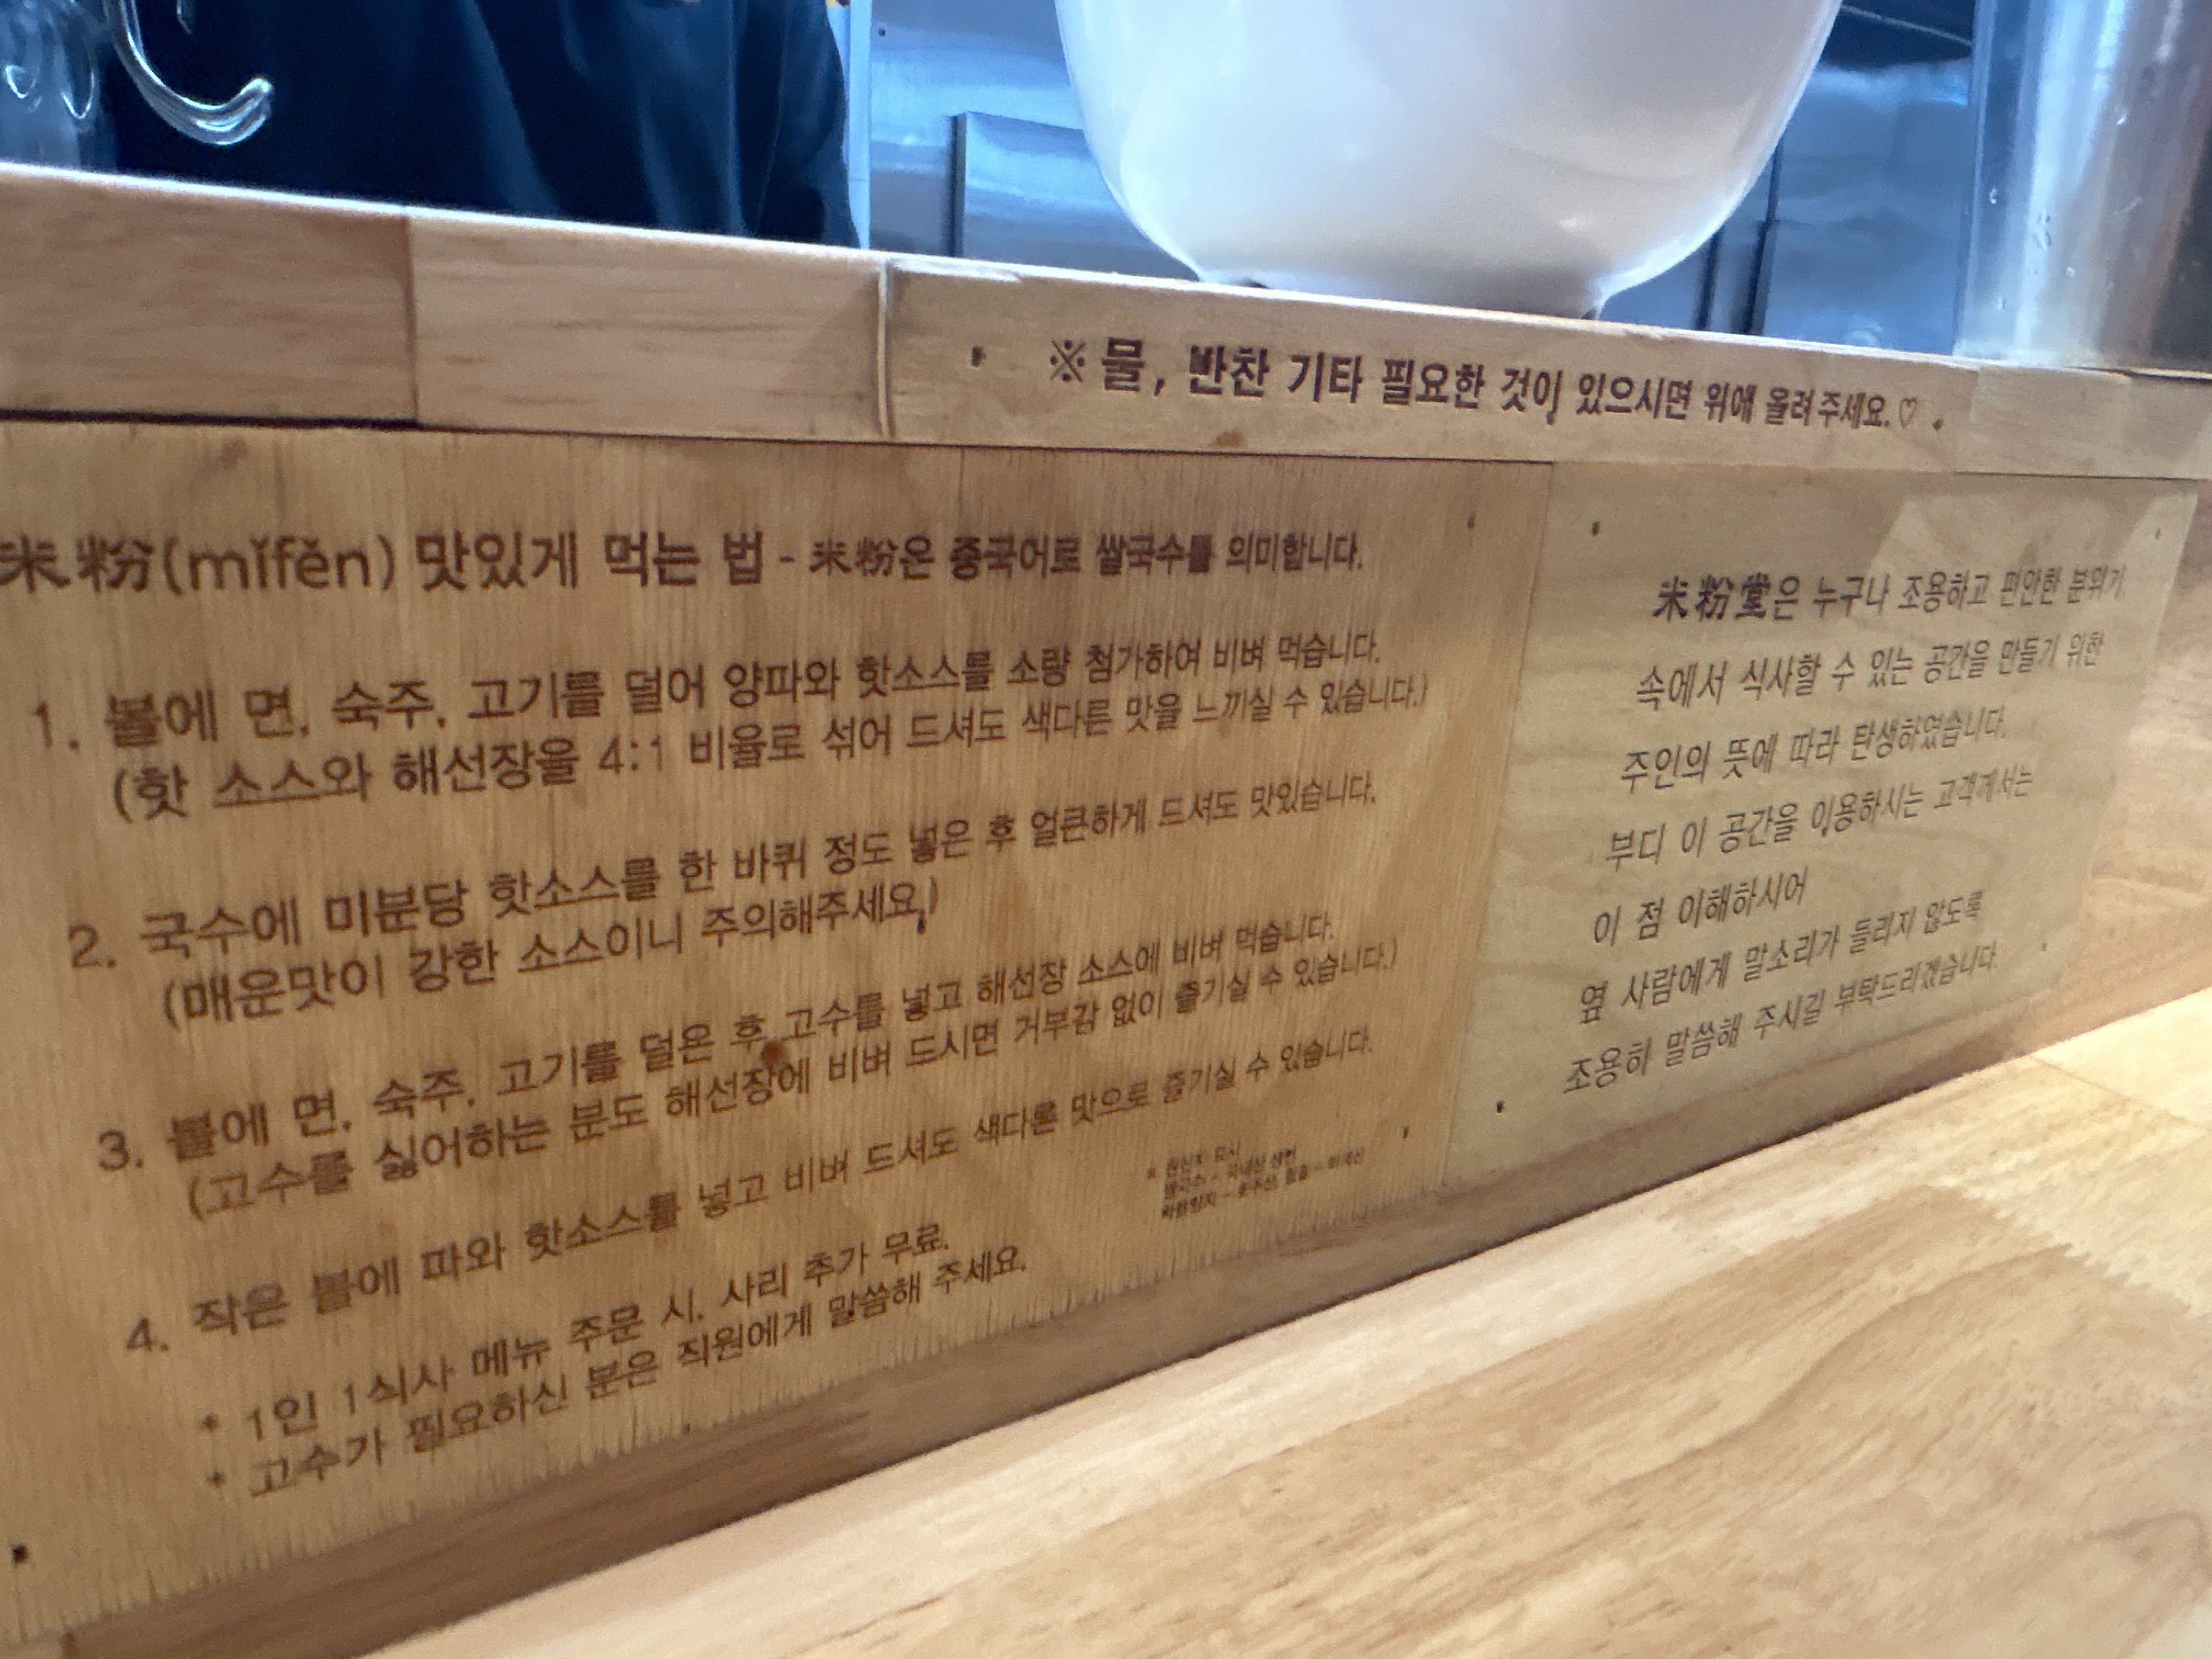 ※ 물, 반찬 기타 필요한 것이 있으시면 위에 올려주세요.♡
米粉(mǐfěn) 맛있게 먹는 법 - 米粉은 중국어로 쌀국수를 의미합니다.
1. 볼에 면, 숙주, 고기를 덜어 양파와 핫소스를 소량 첨가하여 비벼 먹습니다.
(핫 소스와 해선장을 4:1 비율로 섞어 드셔도 색다른 맛을 느끼실 수 있습니다.)
2. 국수에 미분당 핫소스를 한 바퀴 정도 넣은 후 얼큰하게 드셔도 맛있습니다.
(매운맛이 강한 소스이니 주의해주세요.)
3. 볼에 면, 숙주, 고기를 덜은 후 고수를 넣고 해선장 소스에 비벼 먹습니다.
(고수를 싫어하는 분도 해선장에 비벼 드시면 거부감 없이 즐기실 수 있습니다.)
4. 작은 볼에 파와 핫소스를 넣고 비벼 드셔도 색다른 맛으로 즐기실 수 있습니다.
* 1인 1식사 메뉴 주문 시, 사리 추가 무료.
* 고수가 필요하신 분은 직원에게 말씀해 주세요.
※ 원산지 표시
米粉堂은 누구나 조용하고 편안한 분위기
속에서 식사할 수 있는 공간을 만들기 위한
주인의 뜻에 따라 탄생하였습니다.
부디 이 공간을 이용하시는 고객께서는
이 점 이해하시어
옆 사람에게 말소리가 들리지 않도록
조용히 말씀해 주시길 부탁드리겠습니다.